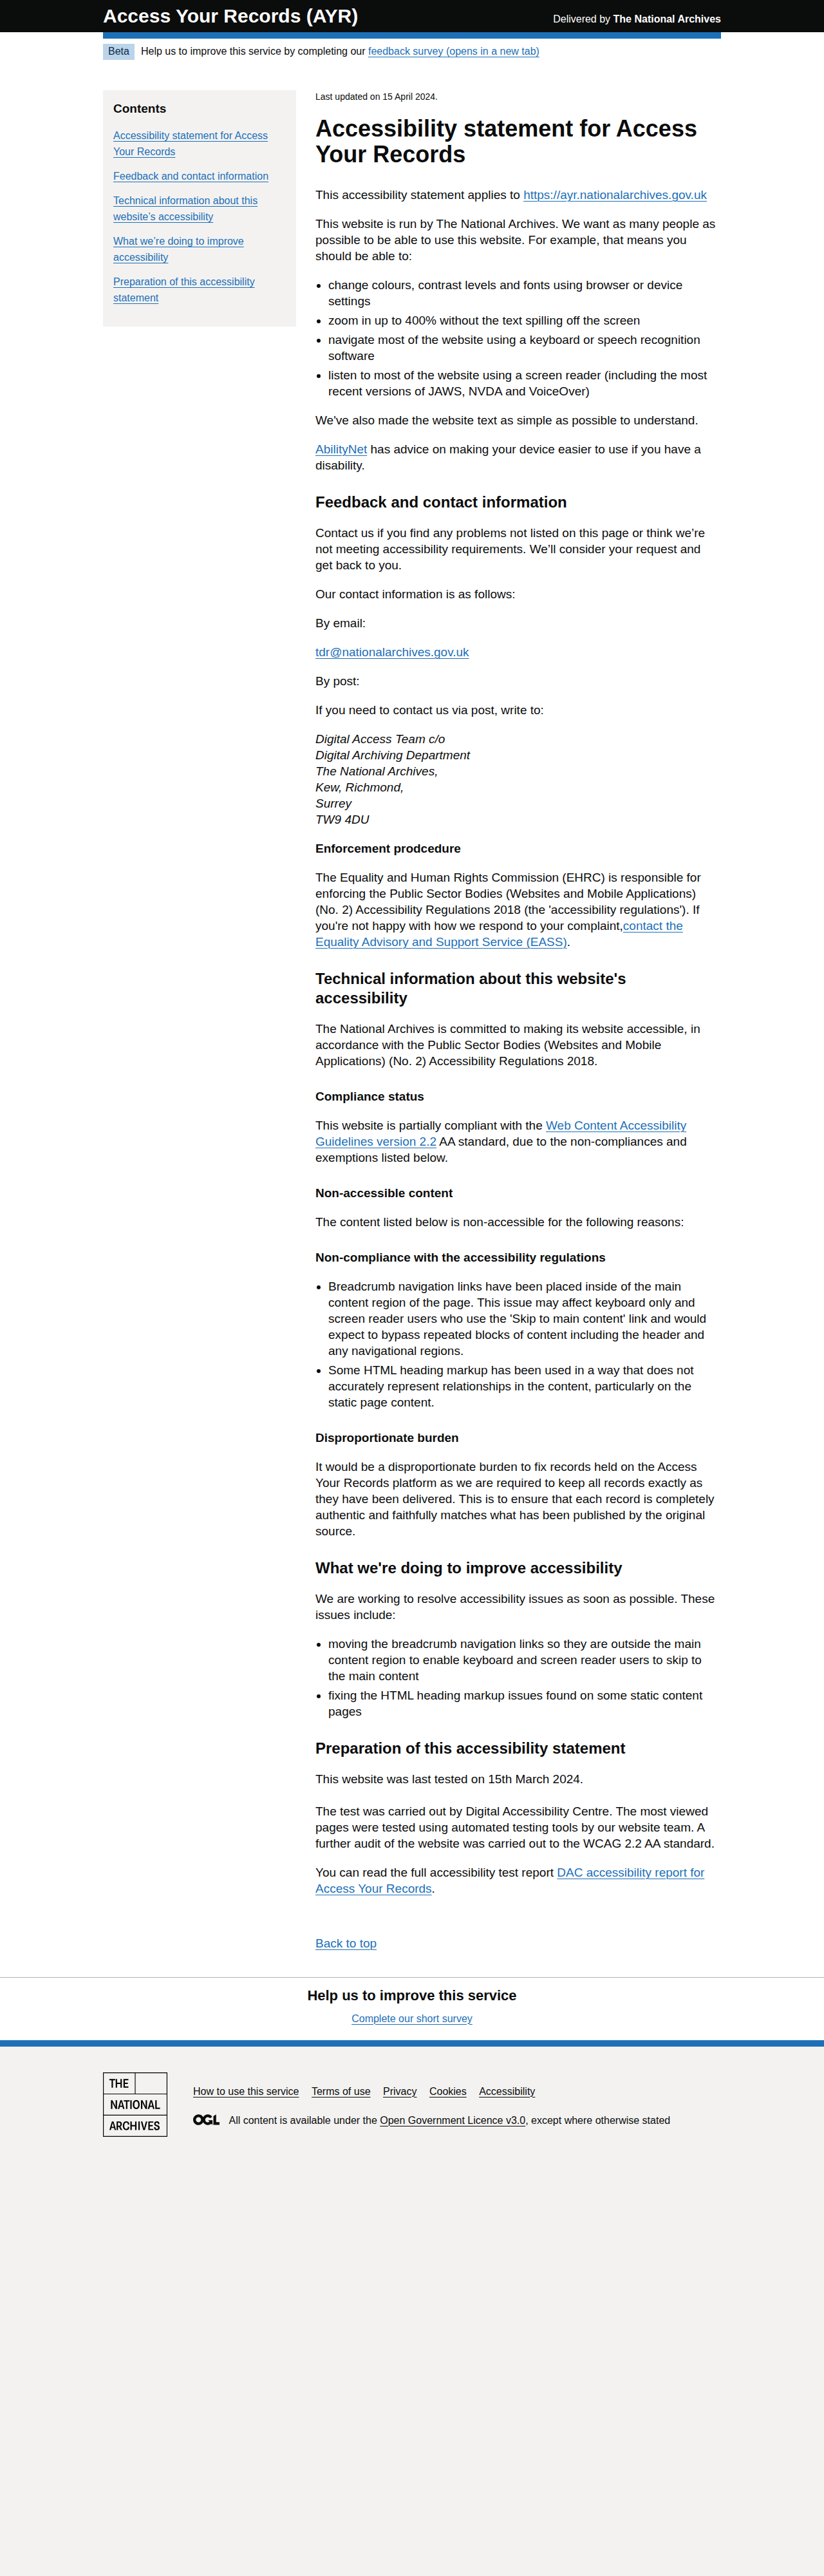 Access Your Records (AYR)
Delivered by The National Archives
Beta Help us to improve this service by completing our feedback survey (opens in a new tab)
Contents
Accessibility statement for Access
Your Records
Feedback and contact information
Technical information about this
website’s accessibility
What we’re doing to improve
accessibility
Preparation of this accessibility
statement
Last updated on 15 April 2024.
Accessibility statement for Access
Your Records
This accessibility statement applies to https://ayr.nationalarchives.gov.uk
This website is run by The National Archives. We want as many people as
possible to be able to use this website. For example, that means you
should be able to:
• change colours, contrast levels and fonts using browser or device
settings
• zoom in up to 400% without the text spilling off the screen
• navigate most of the website using a keyboard or speech recognition
software
• listen to most of the website using a screen reader (including the most
recent versions of JAWS, NVDA and VoiceOver)
We've also made the website text as simple as possible to understand.
AbilityNet has advice on making your device easier to use if you have a
disability.
Feedback and contact information
Contact us if you find any problems not listed on this page or think we’re
not meeting accessibility requirements. We’ll consider your request and
get back to you.
Our contact information is as follows:
By email:
tdr@nationalarchives.gov.uk
By post:
If you need to contact us via post, write to:
Digital Access Team c/o
Digital Archiving Department
The National Archives,
Kew, Richmond,
Surrey
TW9 4DU
Enforcement prodcedure
The Equality and Human Rights Commission (EHRC) is responsible for
enforcing the Public Sector Bodies (Websites and Mobile Applications)
(No. 2) Accessibility Regulations 2018 (the 'accessibility regulations'). If
you're not happy with how we respond to your complaint,contact the
Equality Advisory and Support Service (EASS).
Technical information about this website's
accessibility
The National Archives is committed to making its website accessible, in
accordance with the Public Sector Bodies (Websites and Mobile
Applications) (No. 2) Accessibility Regulations 2018.
Compliance status
This website is partially compliant with the Web Content Accessibility
Guidelines version 2.2 AA standard, due to the non-compliances and
exemptions listed below.
Non-accessible content
The content listed below is non-accessible for the following reasons:
Non-compliance with the accessibility regulations
• Breadcrumb navigation links have been placed inside of the main
content region of the page. This issue may affect keyboard only and
screen reader users who use the 'Skip to main content' link and would
expect to bypass repeated blocks of content including the header and
any navigational regions.
• Some HTML heading markup has been used in a way that does not
accurately represent relationships in the content, particularly on the
static page content.
Disproportionate burden
It would be a disproportionate burden to fix records held on the Access
Your Records platform as we are required to keep all records exactly as
they have been delivered. This is to ensure that each record is completely
authentic and faithfully matches what has been published by the original
source.
What we're doing to improve accessibility
We are working to resolve accessibility issues as soon as possible. These
issues include:
• moving the breadcrumb navigation links so they are outside the main
content region to enable keyboard and screen reader users to skip to
the main content
• fixing the HTML heading markup issues found on some static content
pages
Preparation of this accessibility statement
This website was last tested on 15th March 2024.
The test was carried out by Digital Accessibility Centre. The most viewed
pages were tested using automated testing tools by our website team. A
further audit of the website was carried out to the WCAG 2.2 AA standard.
You can read the full accessibility test report DAC accessibility report for
Access Your Records.
Back to top
Help us to improve this service
Complete our short survey
THE
NATIONAL
ARCHIVES
How to use this service Terms of use Privacy Cookies Accessibility
OGL All content is available under the Open Government Licence v3.0, except where otherwise stated